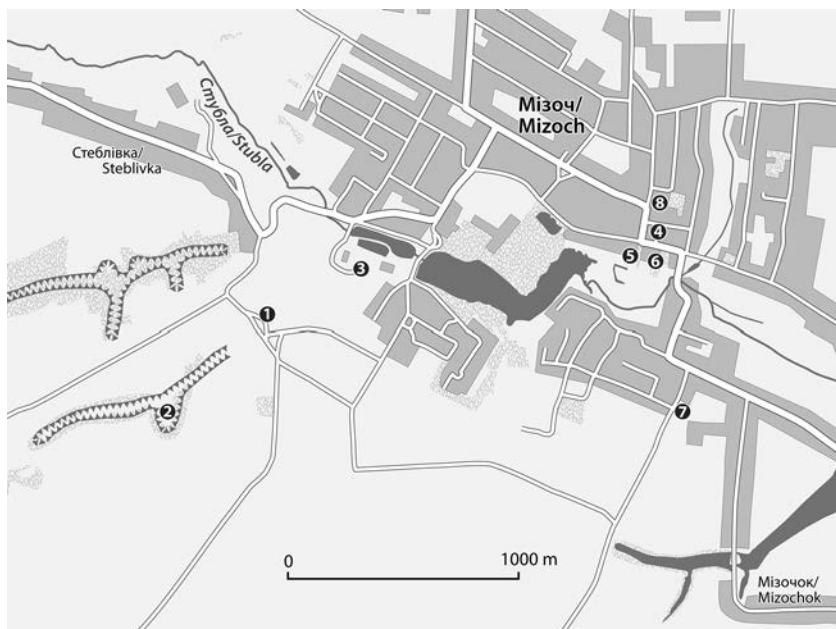 Мізоч/
Mizoch
Стубла/Stubla
Стеблівка/
Steblivka
8
4
5
6
3
1
2
7
0
1000 m
Мізочок/
Mizochok